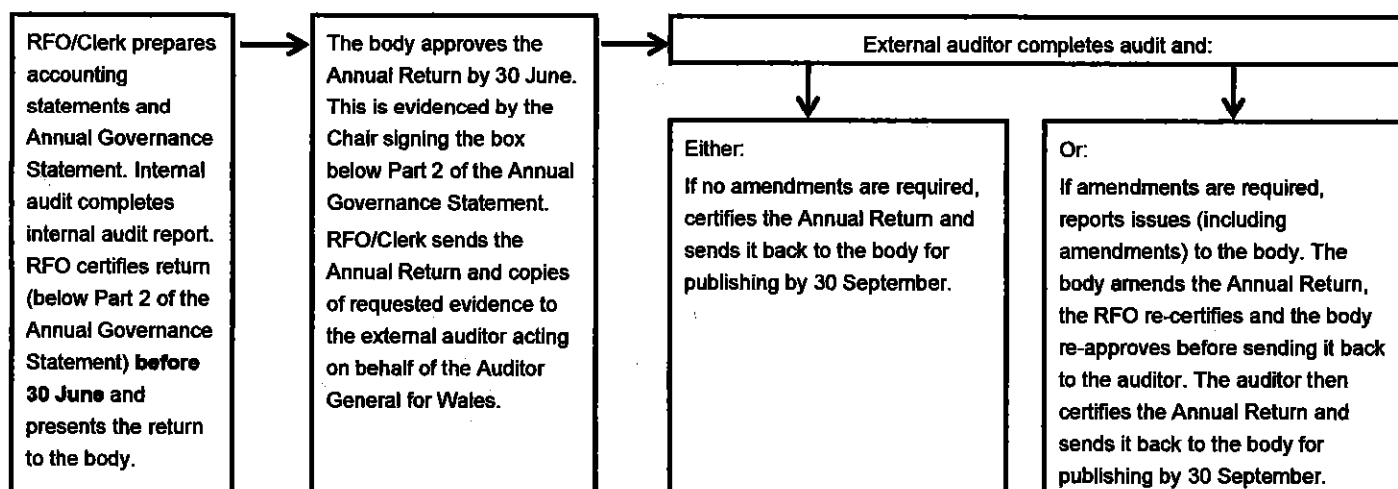 RFO/Clerk prepares
accounting
statements and
Annual Governance
Statement. Internal
audit completes
internal audit report.
RFO certifies return
(below Part 2 of the
Annual Governance
Statement) before
30 June and
presents the return
to the body.
The body approves the
Annual Return by 30 June.
This is evidenced by the
Chair signing the box
below Part 2 of the Annual
Governance Statement.
RFO/Clerk sends the
Annual Return and copies
of requested evidence to
the external auditor acting
on behalf of the Auditor
General for Wales.
External auditor completes audit and:
Either:
If no amendments are required,
certifies the Annual Return and
sends it back to the body for
publishing by 30 September.
Or:
If amendments are required,
reports issues (including
amendments) to the body. The
body amends the Annual Return,
the RFO re-certifies and the body
re-approves before sending it back
to the auditor. The auditor then
certifies the Annual Return and
sends it back to the body for
publishing by 30 September.